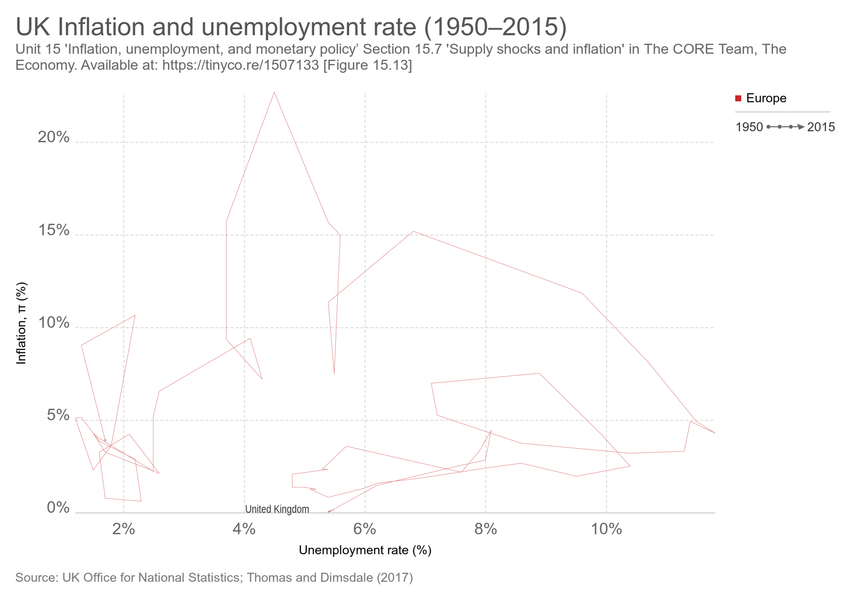 UK Inflation and unemployment rate (1950–2015)
Unit 15 'Inflation, unemployment, and monetary policy’ Section 15.7 'Supply shocks and inflation' in The CORE Team, The
Economy. Available at: https://tinyco.re/1507133 [Figure 15.13]
Europe
1950 2015
20%
15%
10%
5%
0%
Inflation, π (%)
United Kingdom
2% 4% 6% 8% 10%
Unemployment rate (%)
Source: UK Office for National Statistics; Thomas and Dimsdale (2017)